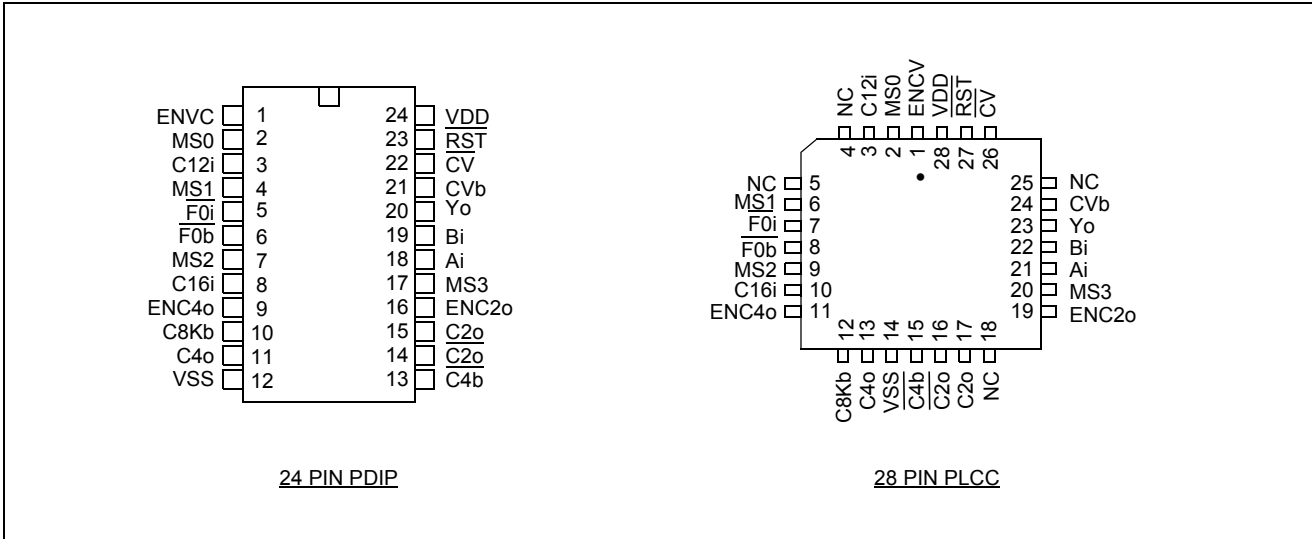 ENVC 1
MS0 2
C12i 3
MS1 4
F0i 5
F0b 6
MS2 7
C16i 8
ENC4o 9
C8Kb 10
C4o 11
VSS 12
24 VDD
23 RST
22 CV
21 CVb
20 Yo
19 Bi
18 Ai
17 MS3
16 ENC2o
15 C2o
14 C2o
13 C4b
24 PIN PDIP
NC 4
C12i 3
MS0 2
ENCV 1
VDD 28
RST 27
CV 26
NC 5
MS1 6
F0i 7
F0b 8
MS2 9
C16i 10
ENC4o 11
25 NC
24 CVb
23 Yo
22 Bi
21 Ai
20 MS3
19 ENC2o
12 C8Kb
13 C4o
14 VSS
15 C4b
16 C2o
17 C2o
18 NC
28 PIN PLCC